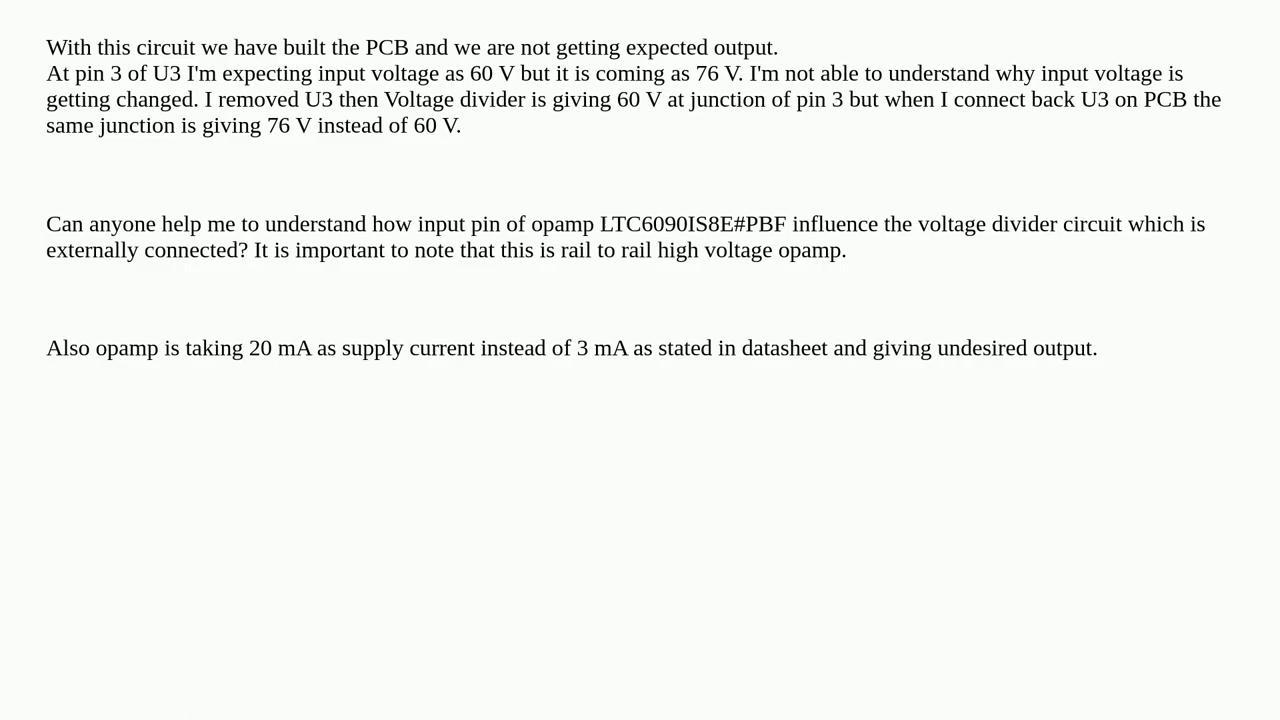 With this circuit we have built the PCB and we are not getting expected output.
At pin 3 of U3 I'm expecting input voltage as 60 V but it is coming as 76 V. I'm not able to understand why input voltage is
getting changed. I removed U3 then Voltage divider is giving 60 V at junction of pin 3 but when I connect back U3 on PCB the
same junction is giving 76 V instead of 60 V.
Can anyone help me to understand how input pin of opamp LTC6090IS8E#PBF influence the voltage divider circuit which is
externally connected? It is important to note that this is rail to rail high voltage opamp.
Also opamp is taking 20 mA as supply current instead of 3 mA as stated in datasheet and giving undesired output.